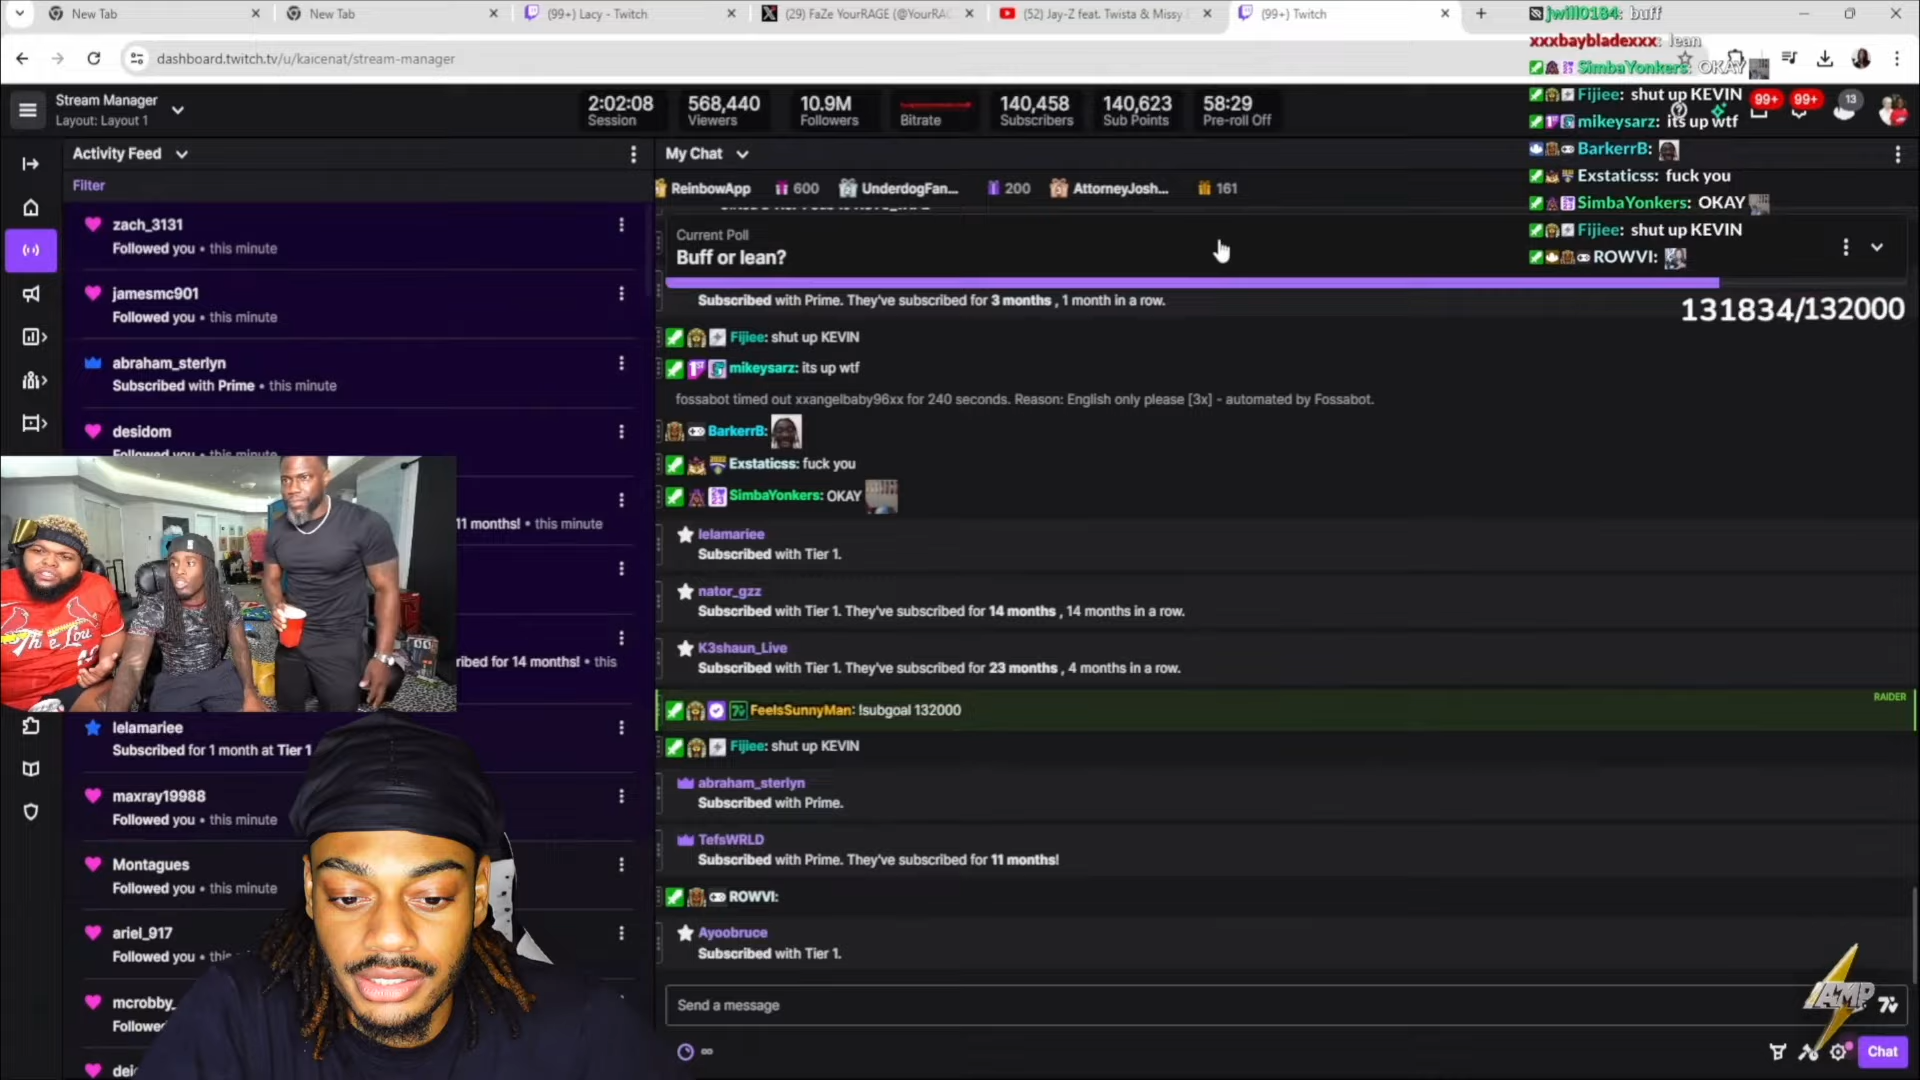 New Tab
New Tab
(99+) Lacy - Twitch
(29) FaZe YourRAGE (@YourRAG
(52) Jay-Z feat. Twista & Missy
(99+) Twitch
jwill0184: buff
xxxbaybladexxx: lean
dashboard.twitch.tv/u/kaicenat/stream-manager
SimbaYonkers: OKAY
Fijiee: shut up KEVIN
mikeysarz: its up wtf
BarkerrB:
Exstaticss: fuck you
SimbaYonkers: OKAY
Fijiee: shut up KEVIN
ROWVI:
Stream Manager
Layout: Layout 1
2:02:08
Session
568,440
Viewers
10.9M
Followers
Bitrate
140,458
Subscribers
140,623
Sub Points
58:29
Pre-roll Off
99+
99+
13
Activity Feed
Filter
zach_3131
Followed you • this minute
jamesmc901
Followed you • this minute
abraham_sterlyn
Subscribed with Prime • this minute
desidom
Followed you • this minute
11 months! • this minute
ribed for 14 months! • this
lelamariee
Subscribed for 1 month at Tier 1
maxray19988
Followed you • this minute
Montagues
Followed you • this minute
ariel_917
Followed you • this
mcrobby_
Followed
My Chat
ReinbowApp 600
UnderdogFan... 200
AttorneyJosh... 161
Current Poll
Buff or lean?
131834/132000
Subscribed with Prime. They've subscribed for 3 months , 1 month in a row.
Fijiee: shut up KEVIN
mikeysarz: its up wtf
fossabot timed out xxangelbaby96xx for 240 seconds. Reason: English only please [3x] - automated by Fossabot.
BarkerrB:
Exstaticss: fuck you
SimbaYonkers: OKAY
lelamariee
Subscribed with Tier 1.
nator_gzz
Subscribed with Tier 1. They've subscribed for 14 months , 14 months in a row.
K3shaun_Live
Subscribed with Tier 1. They've subscribed for 23 months , 4 months in a row.
RAIDER
FeelsSunnyMan: !subgoal 132000
Fijiee: shut up KEVIN
abraham_sterlyn
Subscribed with Prime.
TefsWRLD
Subscribed with Prime. They've subscribed for 11 months!
ROWVI:
Ayoobruce
Subscribed with Tier 1.
Send a message
Chat
The Lou
AMP